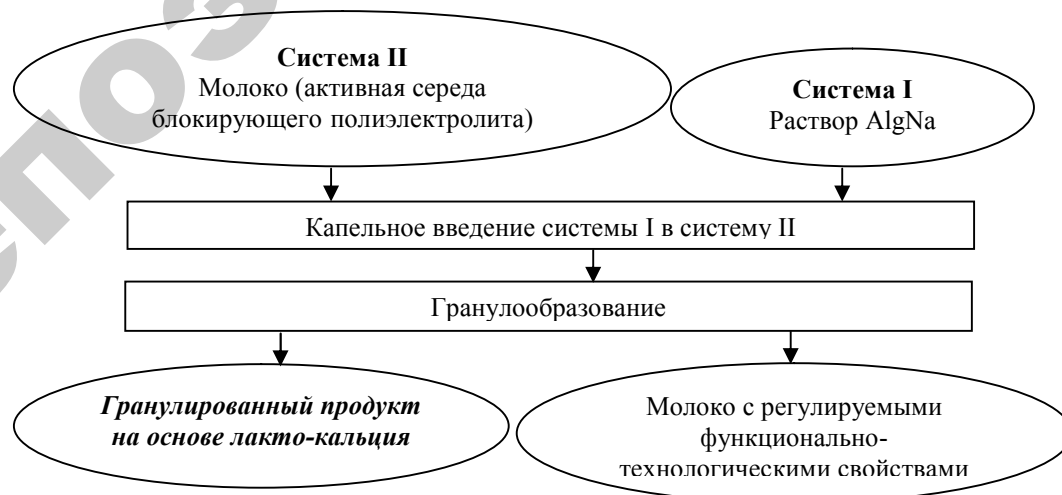 Система II
Молоко (активная середа
блокирующего полиэлектролита)
Система I
Раствор AlgNa
Капельное введение системы I в систему II
Гранулообразование
Гранулированный продукт
на основе лакто-кальция
Молоко с регулируемыми
функционально-
технологическими свойствами